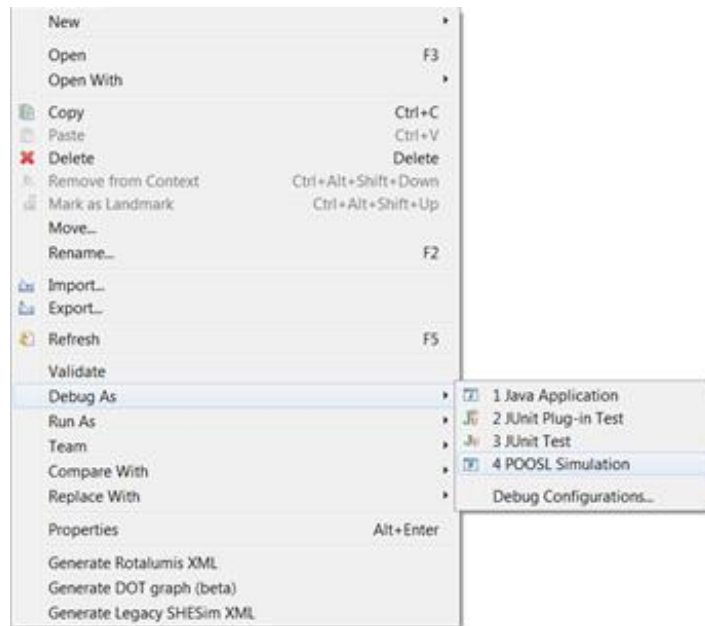 New
Open F3
Open With
Copy Ctrl+C
Paste Ctrl+V
Delete Delete
Remove from Context Ctrl+Alt+Shift+Down
Mark as Landmark Ctrl+Alt+Shift+Up
Move...
Rename... F2
Import...
Export...
Refresh F5
Validate
Debug As
Run As
Team
Compare With
Replace With
Properties Alt+Enter
Generate Rotalumis XML
Generate DOT graph (beta)
Generate Legacy SHESim XML
1 Java Application
2 JUnit Plug-in Test
3 JUnit Test
4 POOSL Simulation
Debug Configurations...